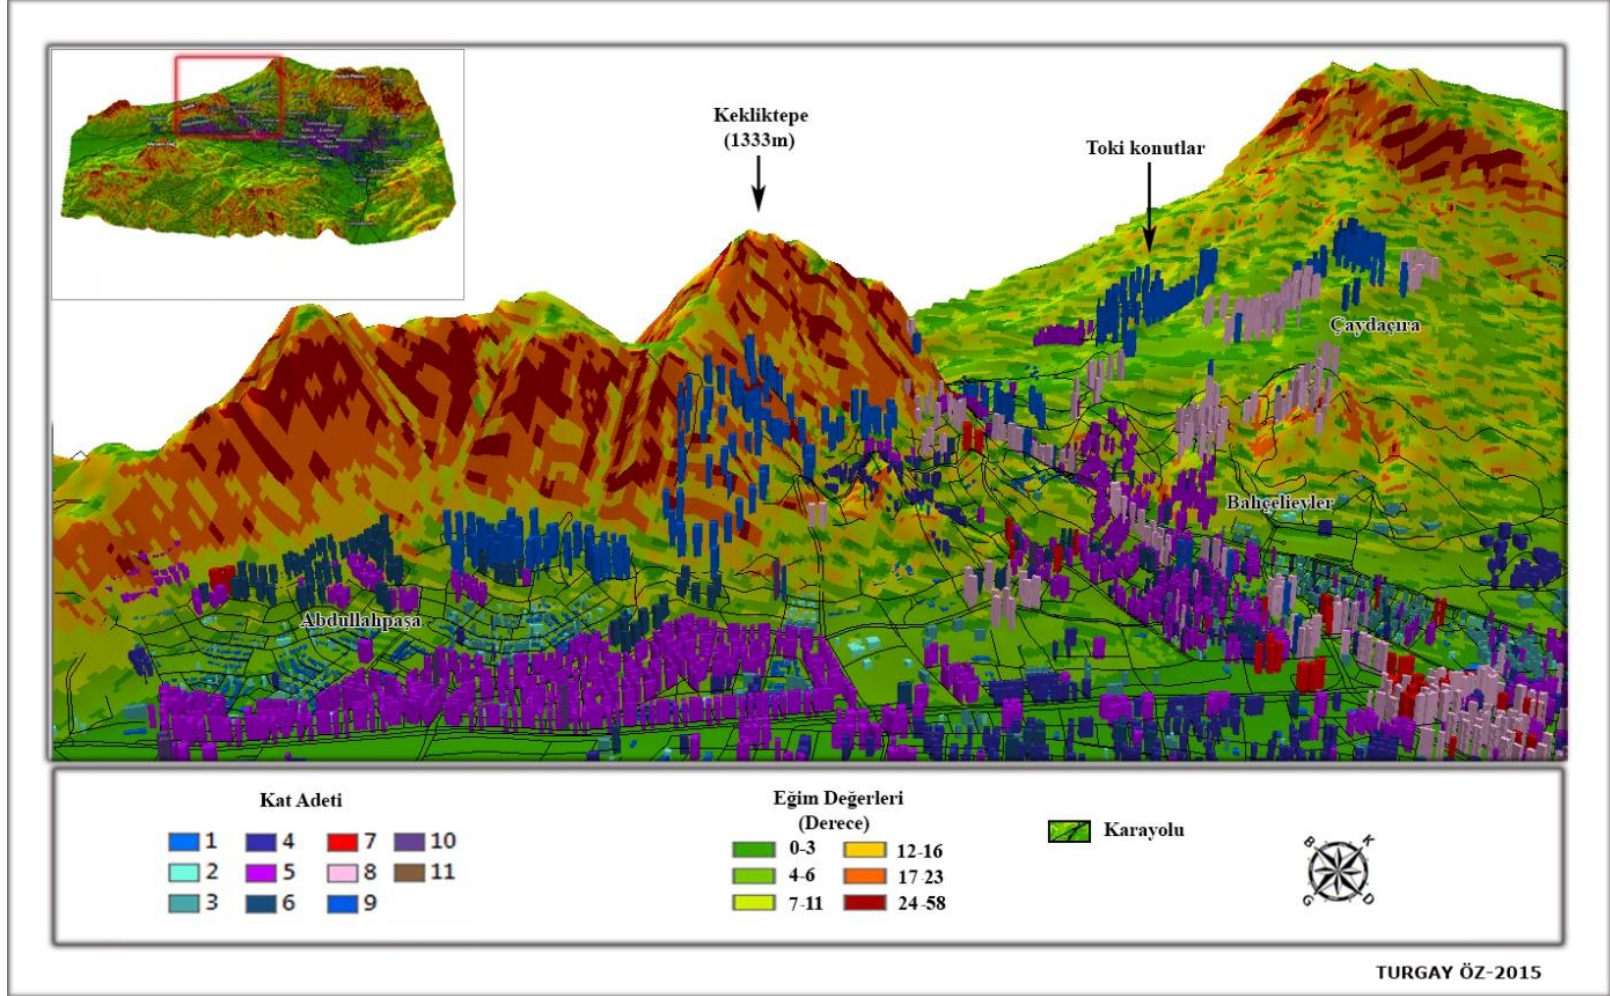 Kekliktepe
(1333m)
Toki konutlar
Çaydaçıra
Bahçelievler
Abdullahpaşa
Kat Adeti
1 4 7 10
2 5 8 11
3 6 9
Eğim Değerleri
(Derece)
0-3 12-16
4-6 17-23
7-11 24-58
Karayolu
B K
G D
TURGAY ÖZ-2015